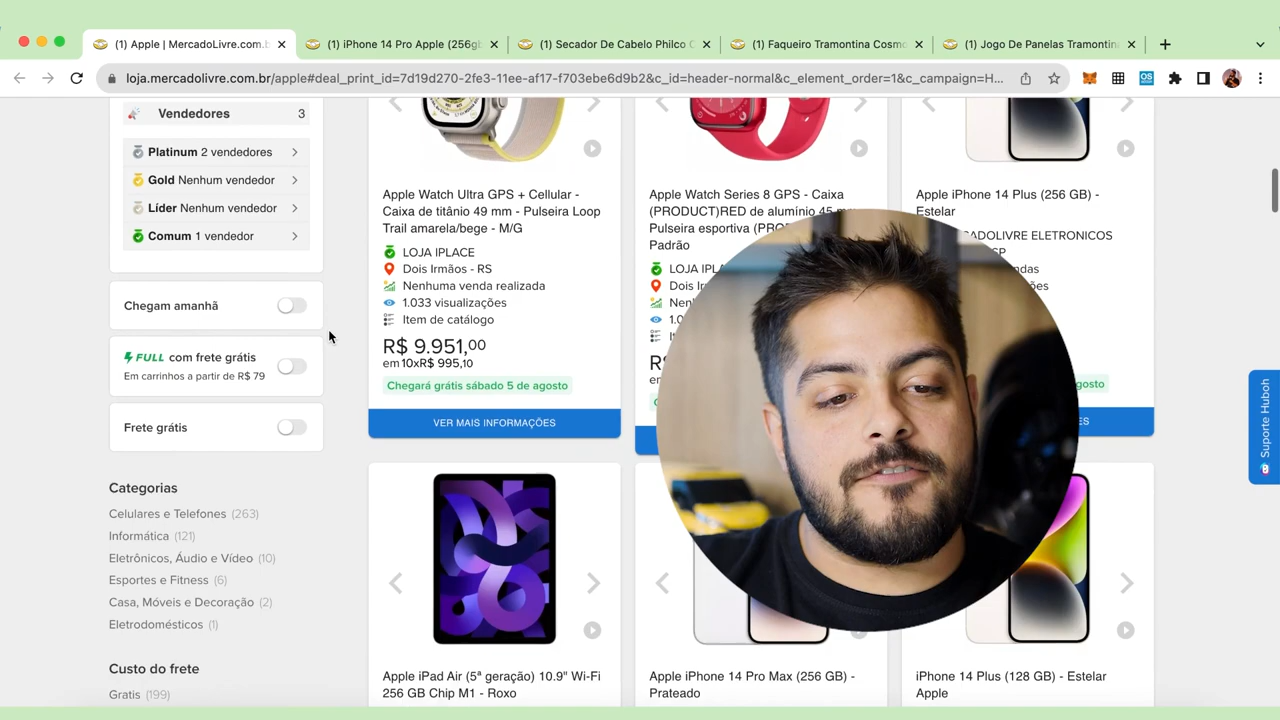 (1) Apple | MercadoLivre.com.b
(1) iPhone 14 Pro Apple (256g
(1) Secador De Cabelo Philco
(1) Faqueiro Tramontina Cosmo
(1) Jogo De Panelas Tramontin
loja.mercadolivre.com.br/apple#deal_print_id=7d19d270-2fe3-11ee-af17-f703ebe6d9b2&c_id=header-normal&c_element_order=1&c_campaign=H...
Vendedores 3
Platinum 2 vendedores
Gold Nenhum vendedor
Líder Nenhum vendedor
Comum 1 vendedor
Chegam amanhã
FULL com frete grátis
Em carrinhos a partir de R$ 79
Frete grátis
Categorias
Celulares e Telefones (263)
Informática (121)
Eletrônicos, Áudio e Vídeo (10)
Esportes e Fitness (6)
Casa, Móveis e Decoração (2)
Eletrodomésticos (1)
Custo do frete
Gratis (199)
Apple Watch Ultra GPS + Cellular -
Caixa de titânio 49 mm - Pulseira Loop
Trail amarela/bege - M/G
LOJA IPLACE
Dois Irmãos - RS
Nenhuma venda realizada
1.033 visualizações
Item de catálogo
R$ 9.951,00
em 10xR$ 995,10
Chegará grátis sábado 5 de agosto
VER MAIS INFORMAÇÕES
Apple Watch Series 8 GPS - Caixa
(PRODUCT)RED de alumínio 45 mm
Pulseira esportiva
Padrão
LOJA
Dois
Apple iPhone 14 Plus (256 GB) -
Estelar
ELETRONICOS
Apple iPad Air (5ª geração) 10.9" Wi-Fi
256 GB Chip M1 - Roxo
Apple iPhone 14 Pro Max (256 GB) -
Prateado
iPhone 14 Plus (128 GB) - Estelar
Apple
Suporte Huboh